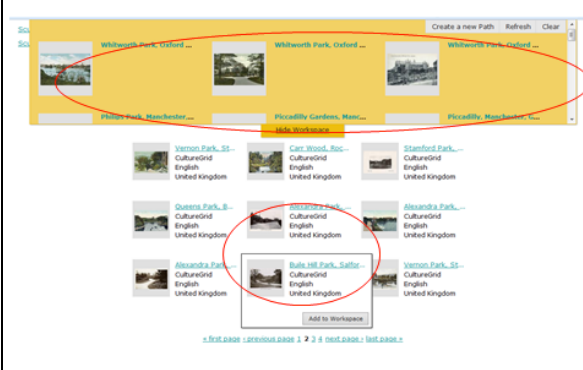 Create a new Path Refresh Clear
Scu
Scu
Whitworth Park, Oxford ... Whitworth Park, Oxford ... Whitworth Park, Oxford ...
Philips Park, Manchester... Piccadilly Gardens, Manc... Piccadilly, Manchester, G...
Hide Workspace
Vernon Park, St... Carr Wood, Roc... Stamford Park, ...
CultureGrid CultureGrid CultureGrid
English English English
United Kingdom United Kingdom United Kingdom
Queens Park, B... Alexandra Park, ... Alexandra Park, ...
CultureGrid CultureGrid CultureGrid
English English English
United Kingdom United Kingdom United Kingdom
Alexandra Park, ... Buile Hill Park, Salfor... Vernon Park, St...
CultureGrid CultureGrid CultureGrid
English English English
United Kingdom United Kingdom United Kingdom
Add to Workspace
« first page ‹ previous page 1 2 3 4 next page › last page »